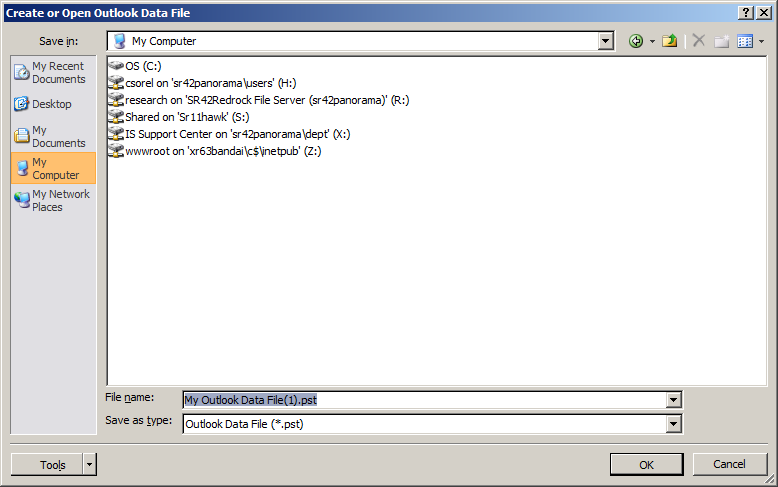 Create or Open Outlook Data File
Save in:
My Computer
My Recent
Documents
Desktop
My
Documents
My
Computer
My Network
Places
OS (C:)
csorel on 'sr42panorama\users' (H:)
research on 'SR42Redrock File Server (sr42panorama)' (R:)
Shared on 'Sr11hawk' (S:)
IS Support Center on 'sr42panorama\dept' (X:)
wwwroot on 'xr63bandai\c$\inetpub' (Z:)
File name:
My Outlook Data File(1).pst
Save as type:
Outlook Data File (*.pst)
Tools
OK
Cancel